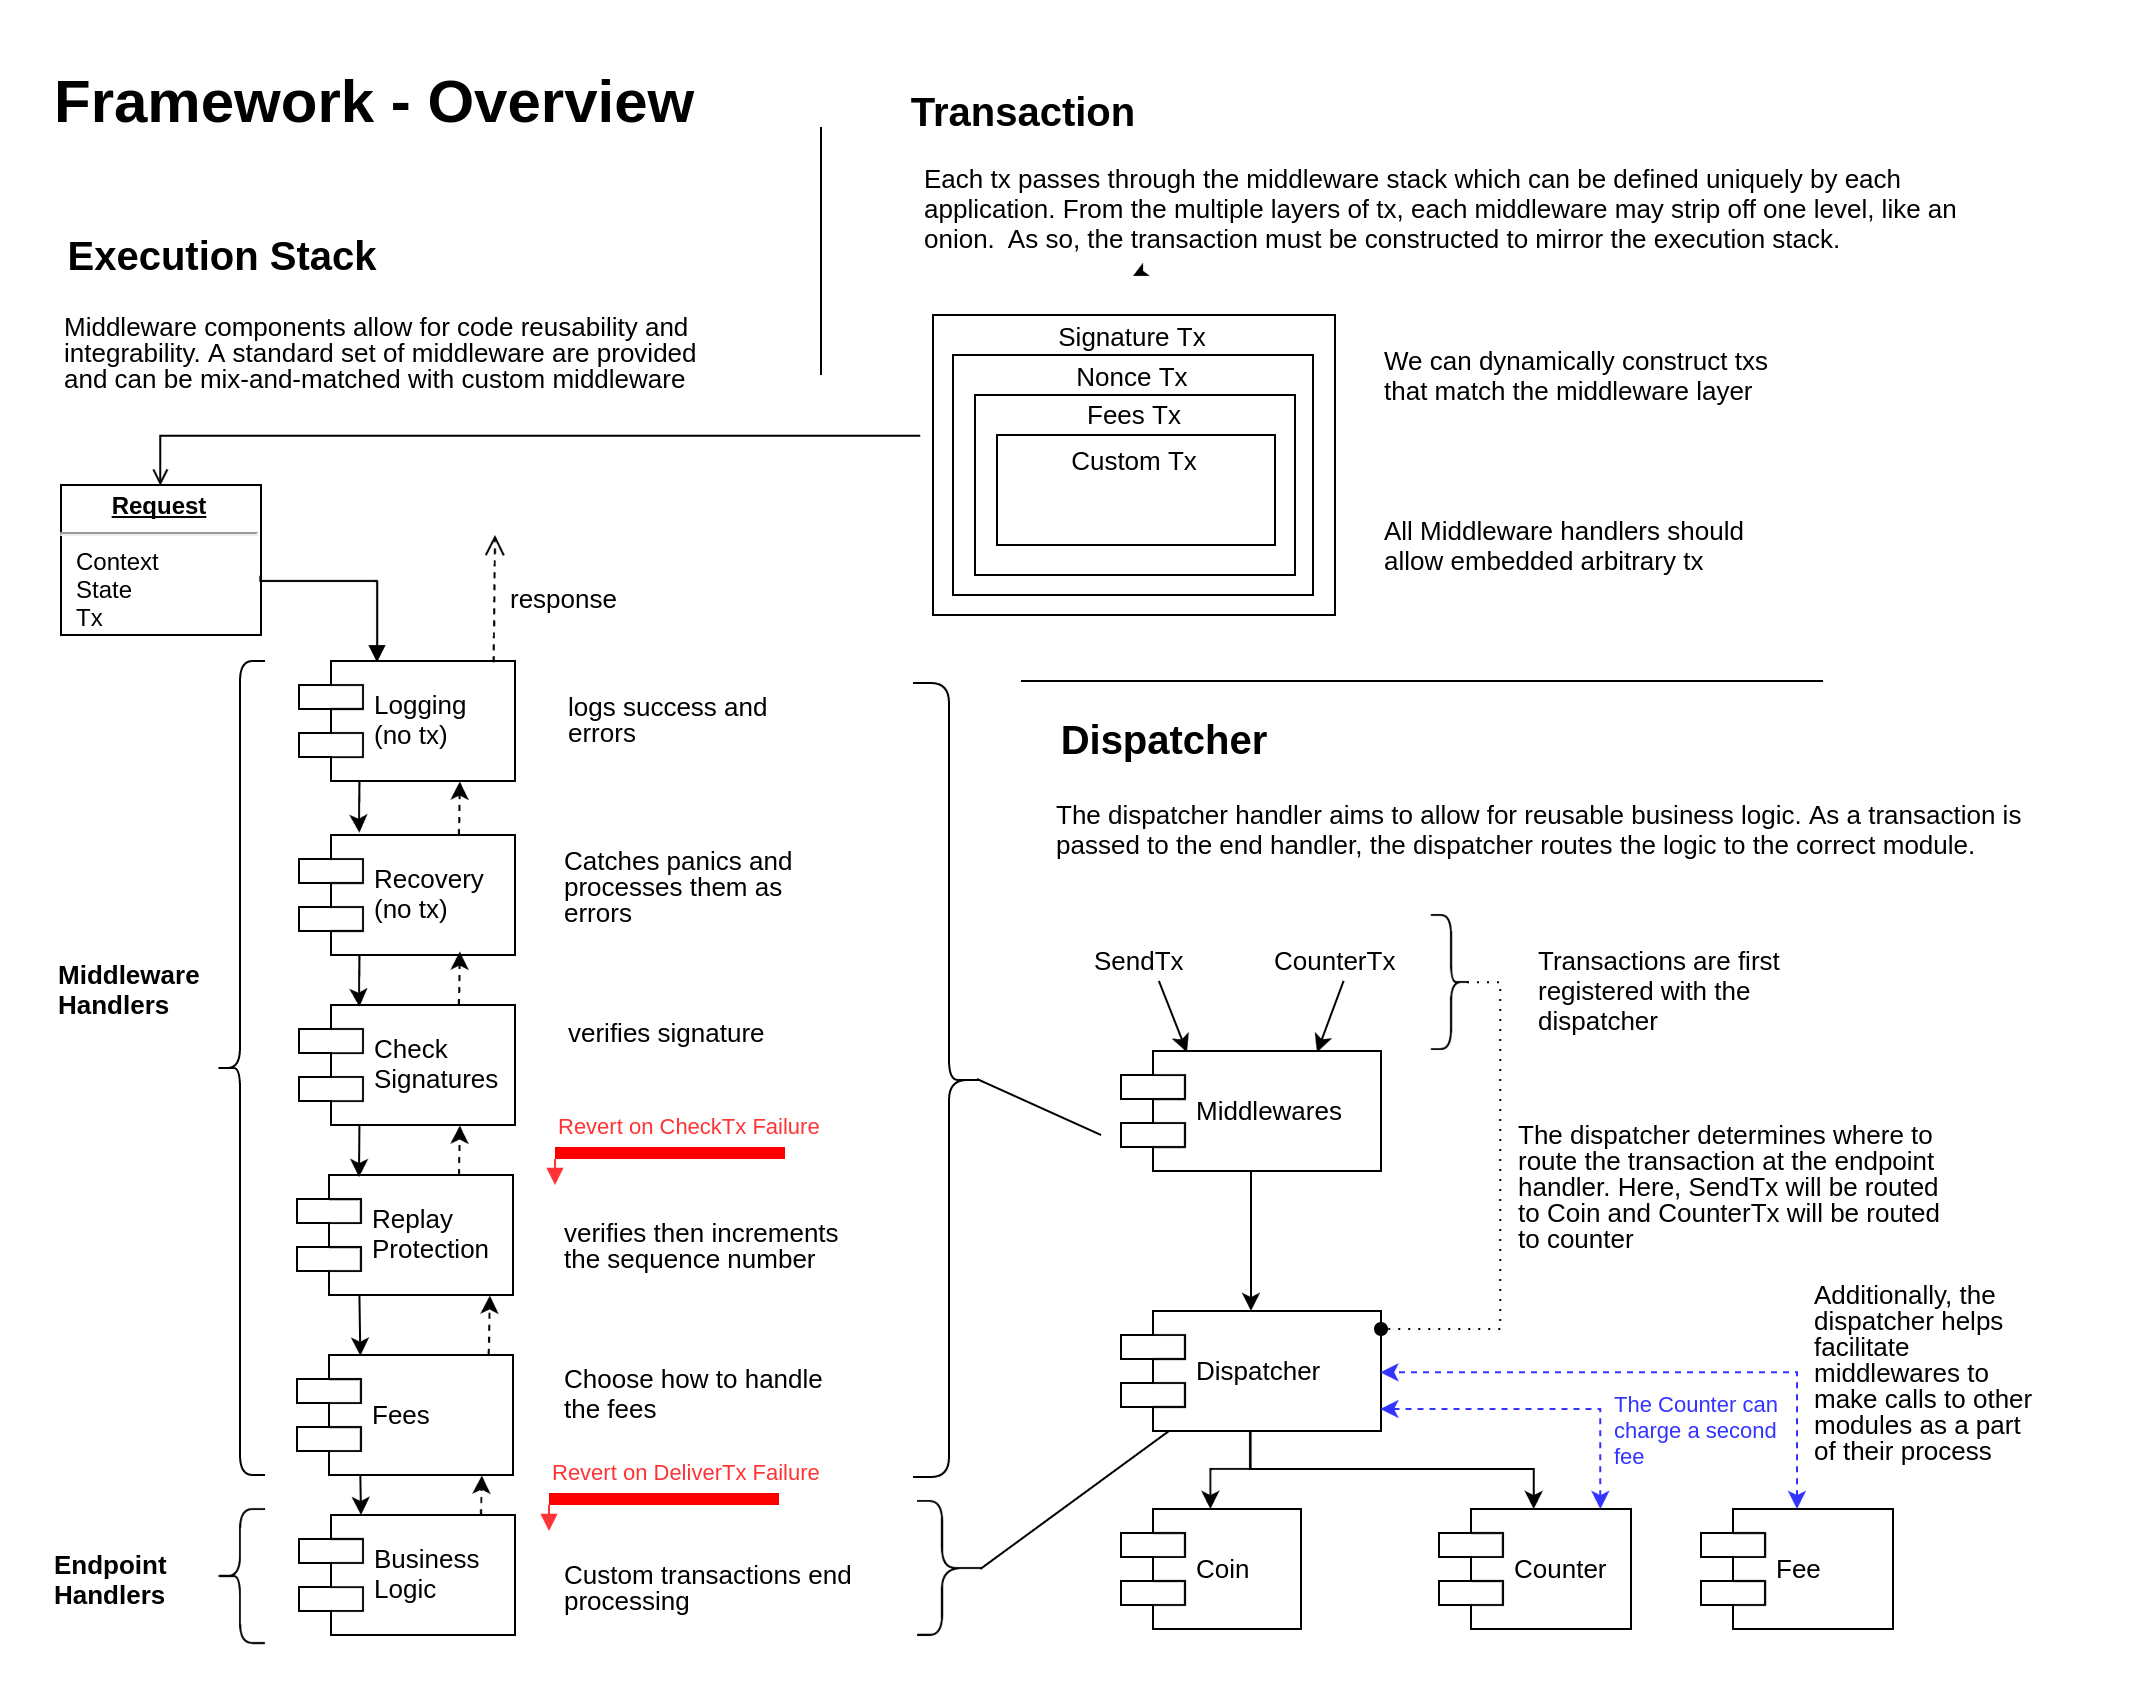 Framework - Overview
Execution Stack
Middleware components allow for code reusability and
integrability. A standard set of middleware are provided
and can be mix-and-matched with custom middleware
Transaction
Each tx passes through the middleware stack which can be defined uniquely by each
application. From the multiple layers of tx, each middleware may strip off one level, like an
onion.  As so, the transaction must be constructed to mirror the execution stack.
Signature Tx
Nonce Tx
Fees Tx
Custom Tx
We can dynamically construct txs
that match the middleware layer
All Middleware handlers should
allow embedded arbitrary tx
Request
Context
State
Tx
response
Logging
(no tx)
logs success and
errors
Recovery
(no tx)
Catches panics and
processes them as
errors
Middleware
Handlers
Check
Signatures
verifies signature
Revert on CheckTx Failure
Replay
Protection
verifies then increments
the sequence number
Fees
Choose how to handle
the fees
Revert on DeliverTx Failure
Endpoint
Handlers
Business
Logic
Custom transactions end
processing
Dispatcher
The dispatcher handler aims to allow for reusable business logic. As a transaction is
passed to the end handler, the dispatcher routes the logic to the correct module.
SendTx
CounterTx
Transactions are first
registered with the
dispatcher
Middlewares
The dispatcher determines where to
route the transaction at the endpoint
handler. Here, SendTx will be routed
to Coin and CounterTx will be routed
to counter
Dispatcher
Additionally, the
dispatcher helps
facilitate
middlewares to
make calls to other
modules as a part
of their process
The Counter can
charge a second
fee
Coin
Counter
Fee